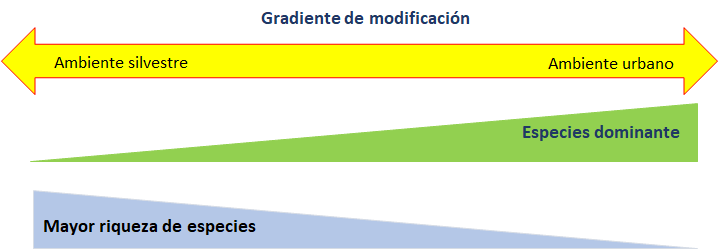 Gradiente de modificación
Ambiente silvestre
Ambiente urbano
Especies dominante
Mayor riqueza de especies